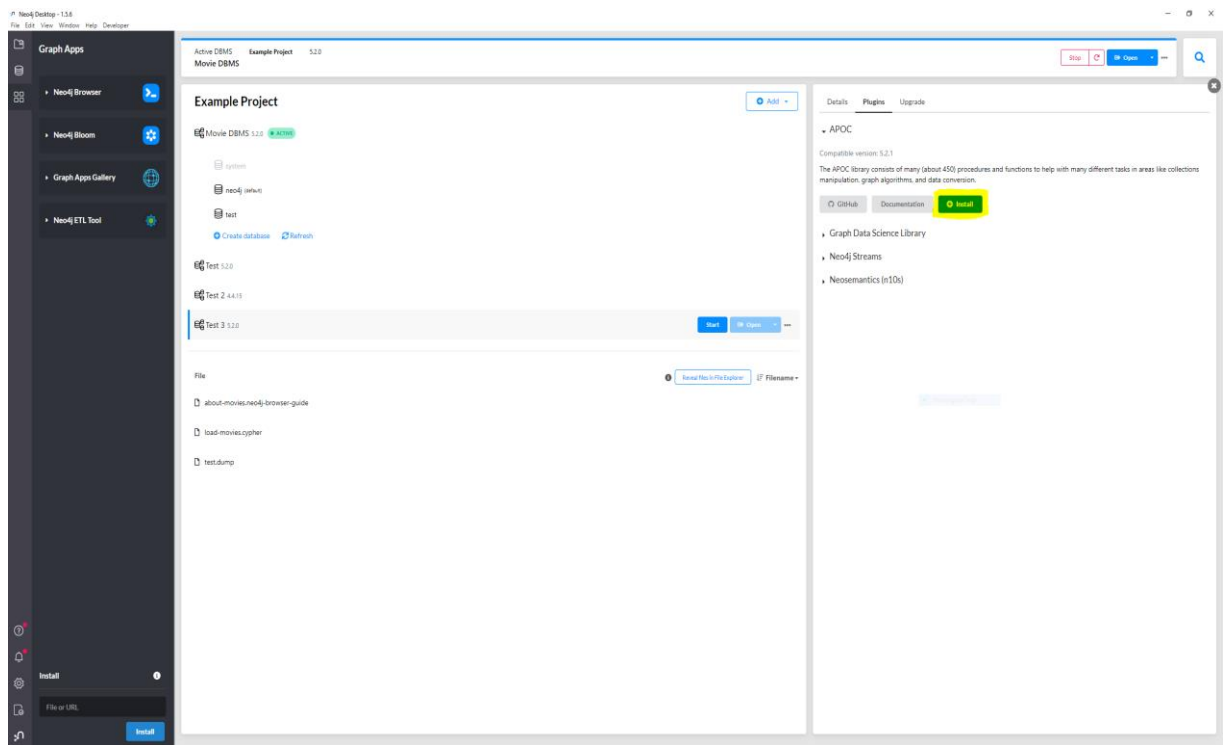 Neo4j Desktop - 1.5.6
File Edit View Window Help Developer
Graph Apps
Neo4j Browser
Neo4j Bloom
Graph Apps Gallery
Neo4j ETL Tool
Install
File or URL
Install
Active DBMS Example Project 5.2.0
Movie DBMS
Stop Open
Example Project
Add
Movie DBMS 5.2.0 ACTIVE
system
neo4j (default)
test
Create database Refresh
Test 5.2.0
Test 2 4.4.15
Test 3 5.2.0 Start Open
File Reveal files in File Explorer Filename
about-movies.neo4j-browser-guide
load-movies.cypher
test.dump
Details Plugins Upgrade
APOC
Compatible version: 5.2.1
The APOC library consists of many (about 450) procedures and functions to help with many different tasks in areas like collections
manipulation, graph algorithms, and data conversion.
GitHub Documentation Install
Graph Data Science Library
Neo4j Streams
Neosemantics (n10s)